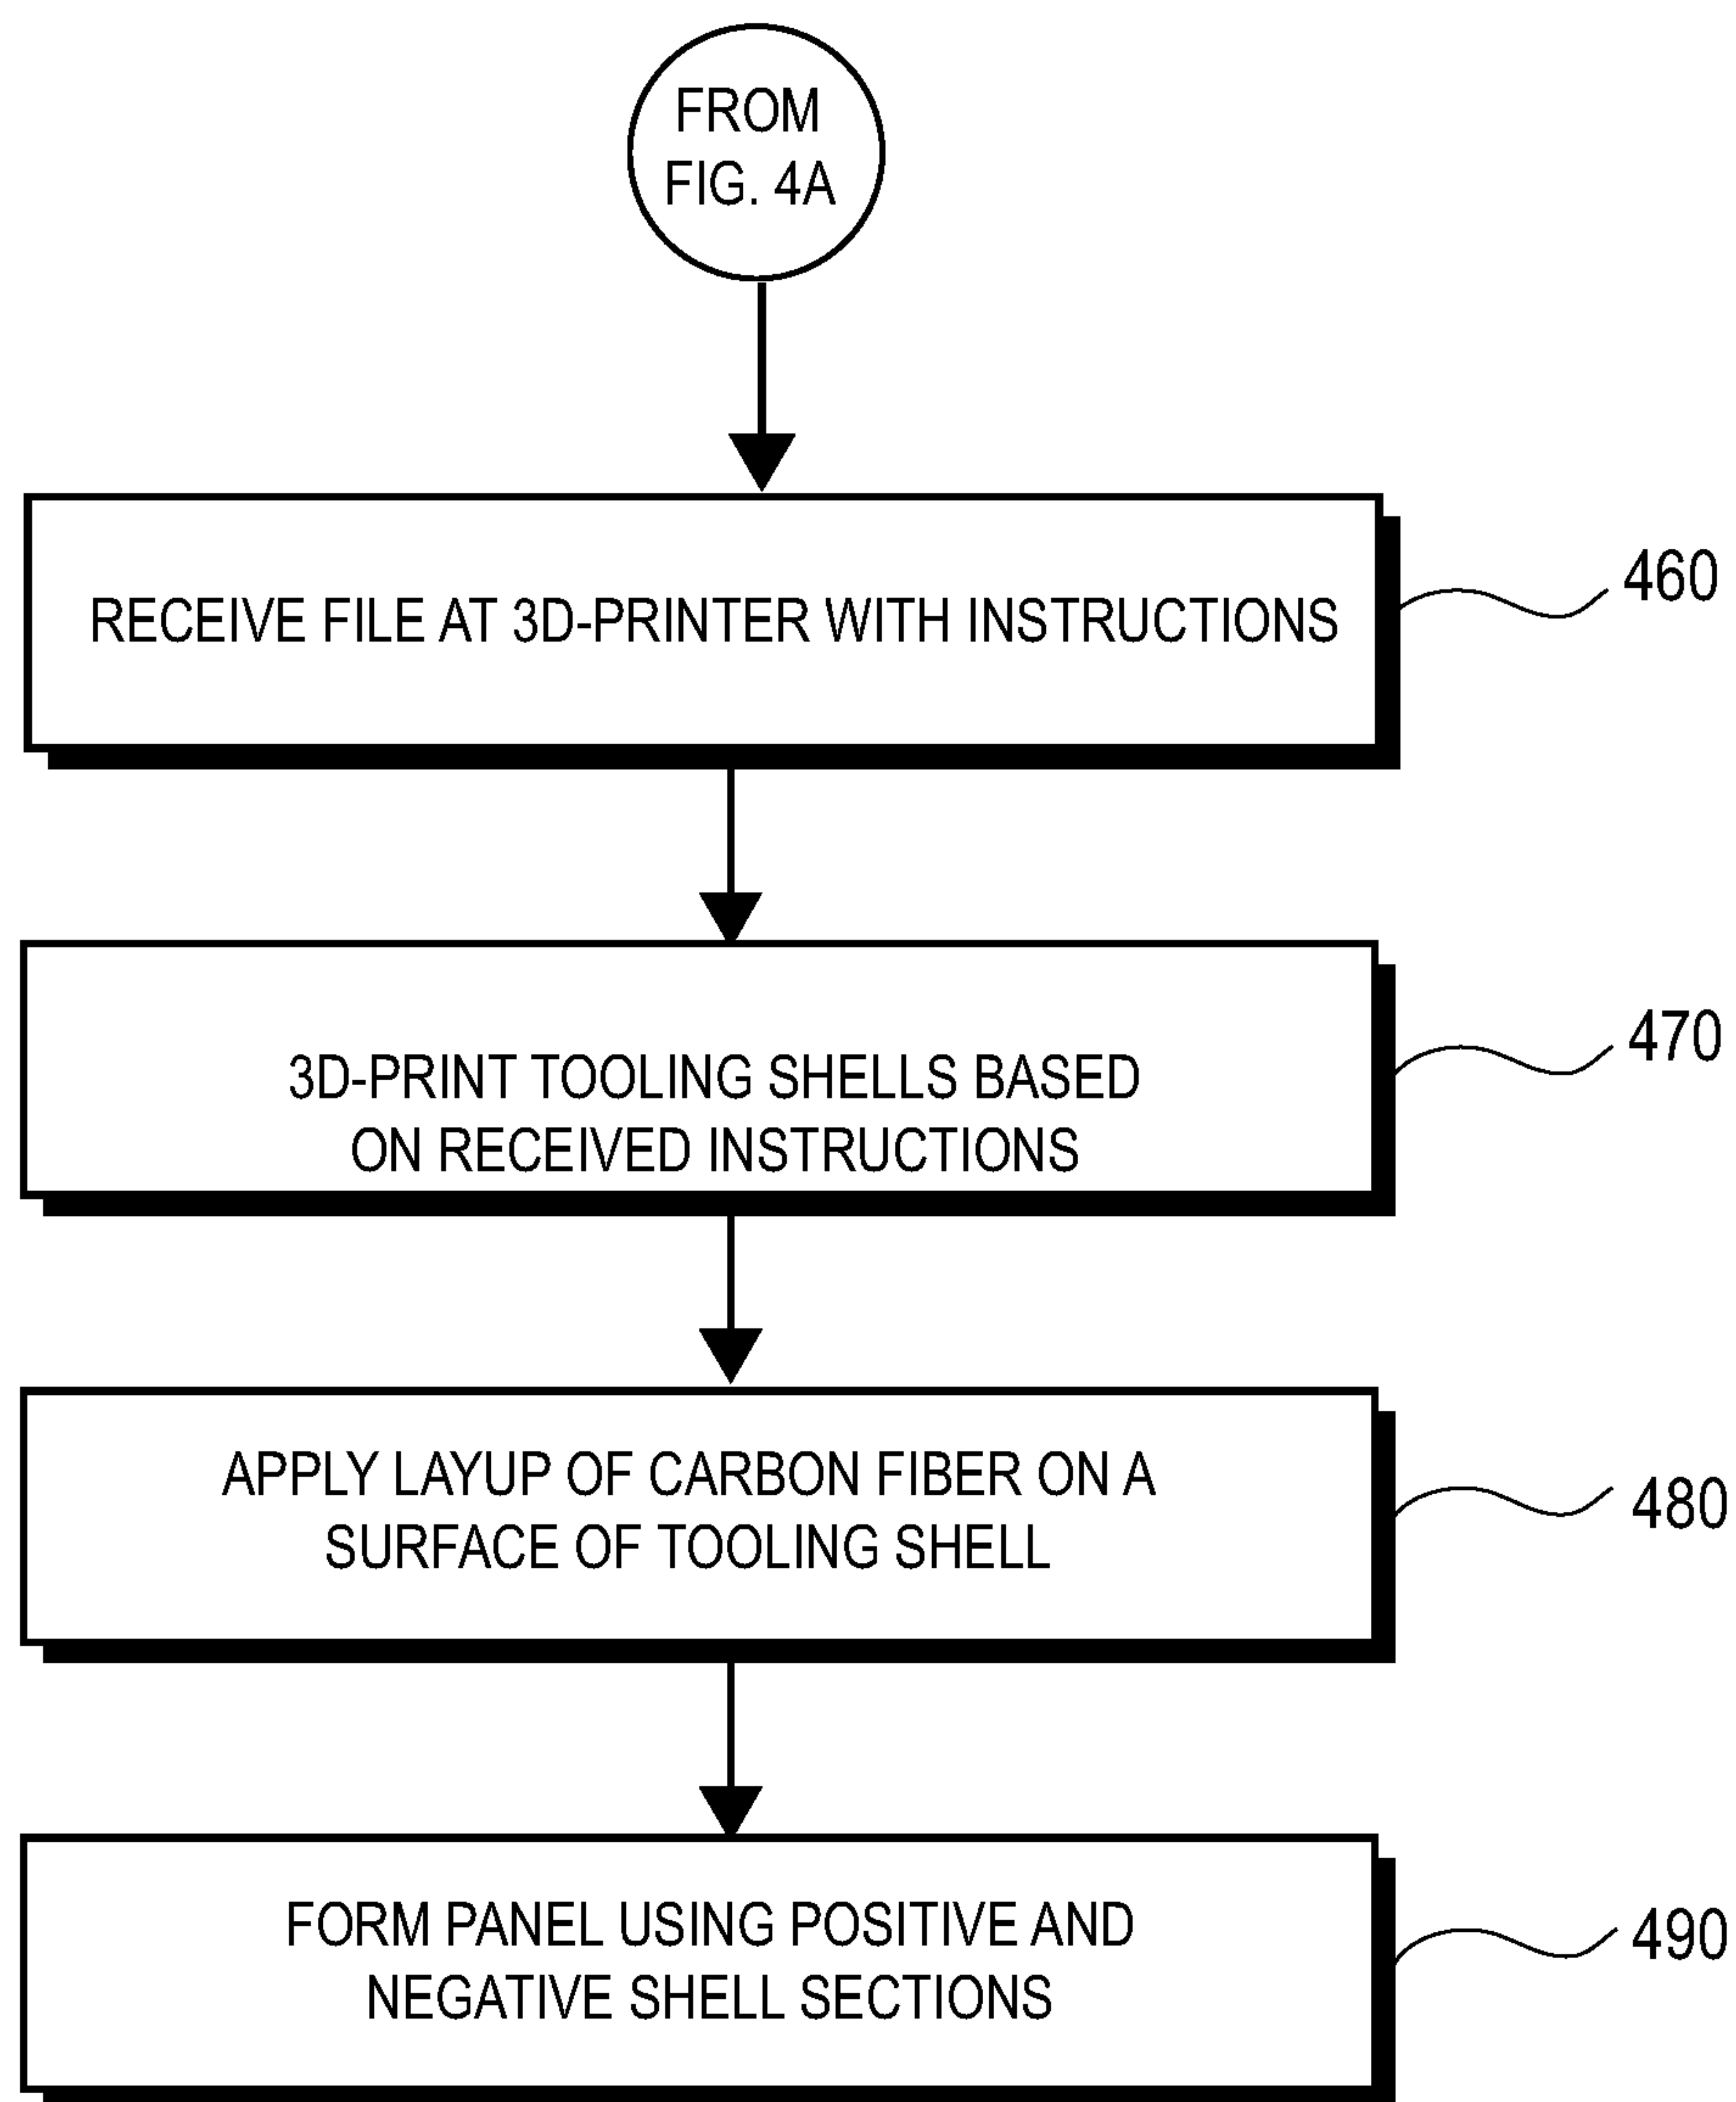 FROM
FIG. 4A
RECEIVE FILE AT 3D-PRINTER WITH INSTRUCTIONS
460
3D-PRINT TOOLING SHELLS BASED
ON RECEIVED INSTRUCTIONS
470
APPLY LAYUP OF CARBON FIBER ON A
SURFACE OF TOOLING SHELL
480
FORM PANEL USING POSITIVE AND
NEGATIVE SHELL SECTIONS
490